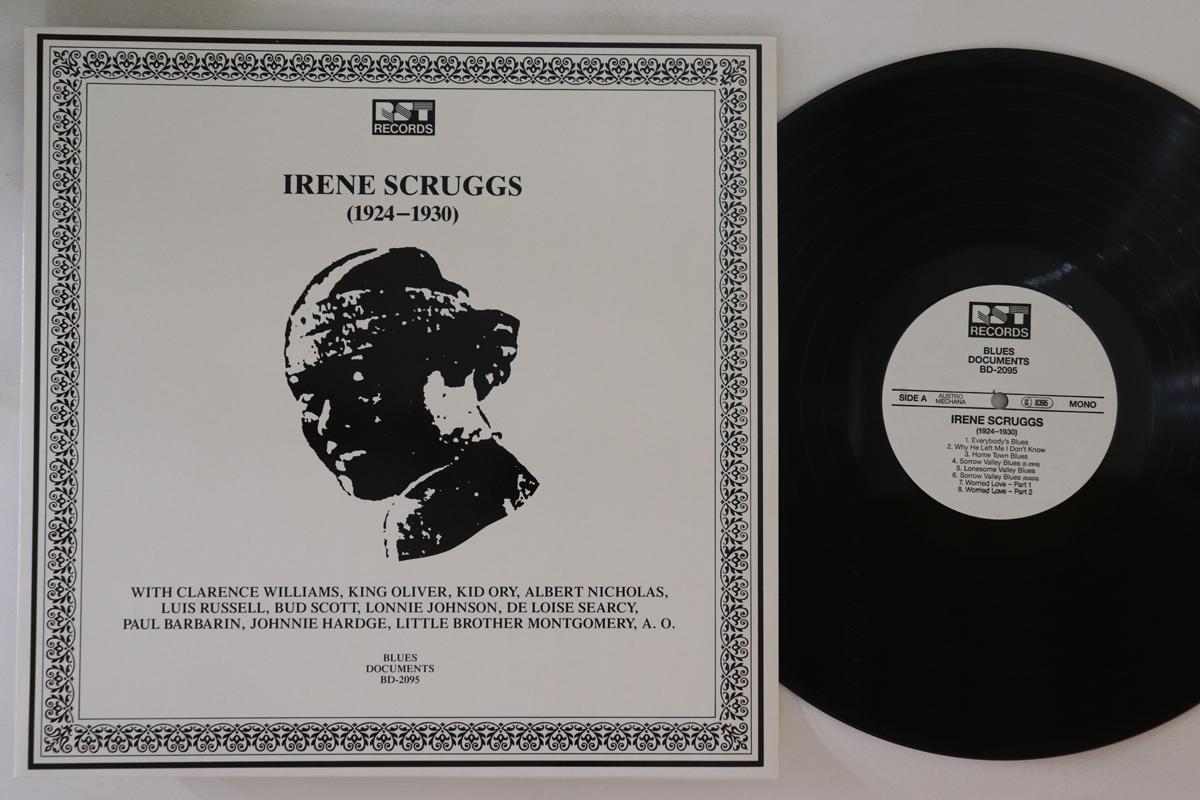 RST
RECORDS
IRENE SCRUGGS
(1924–1930)
WITH CLARENCE WILLIAMS, KING OLIVER, KID ORY, ALBERT NICHOLAS,
LUIS RUSSELL, BUD SCOTT, LONNIE JOHNSON, DE LOISE SEARCY,
PAUL BARBARIN, JOHNNIE HARDGE, LITTLE BROTHER MONTGOMERY, A. O.
BLUES
DOCUMENTS
BD-2095
RST
RECORDS
BLUES
DOCUMENTS
BD-2095
SIDE A AUSTRO MECHANA 8395 MONO
IRENE SCRUGGS
(1924–1930)
1. Everybody's Blues
2. Why He Left Me I Don't Know
3. Home Town Blues
4. Sorrow Valley Blues
5. Lonesome Valley Blues
6. Sorrow Valley Blues
7. Worried Love – Part 1
8. Worried Love – Part 2